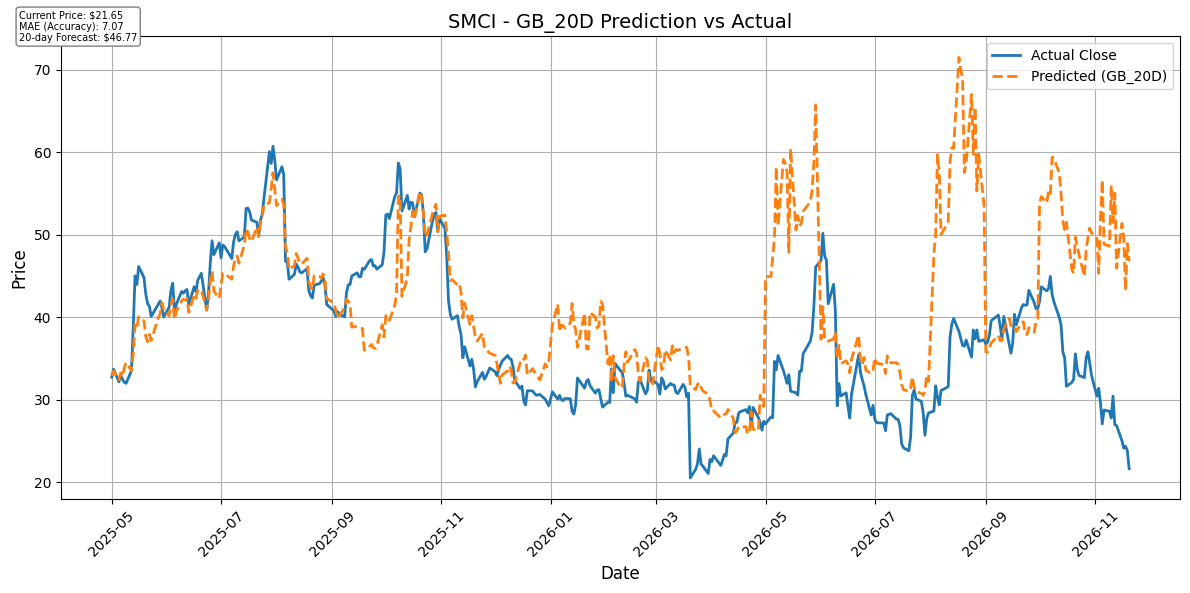 SMCI - GB_20D Prediction vs Actual
Current Price: $21.65
MAE (Accuracy): 7.07
20-day Forecast: $46.77
Actual Close
Predicted (GB_20D)
Price
70
60
50
40
30
20
2025-05
2025-07
2025-09
2025-11
2026-01
2026-03
2026-05
2026-07
2026-09
2026-11
Date